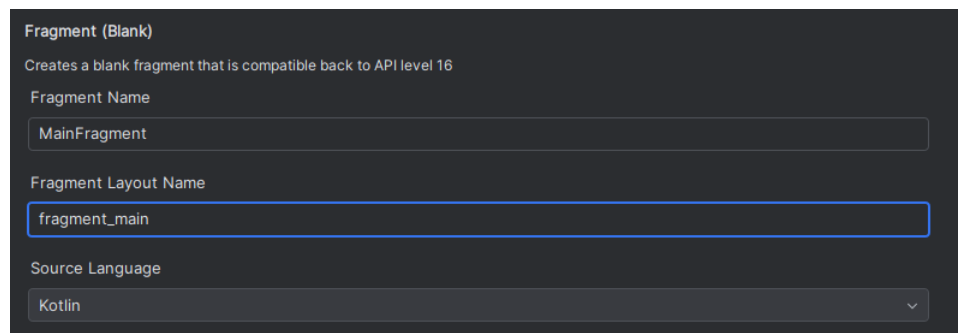 Fragment (Blank)
Creates a blank fragment that is compatible back to API level 16
Fragment Name
MainFragment
Fragment Layout Name
fragment_main
Source Language
Kotlin